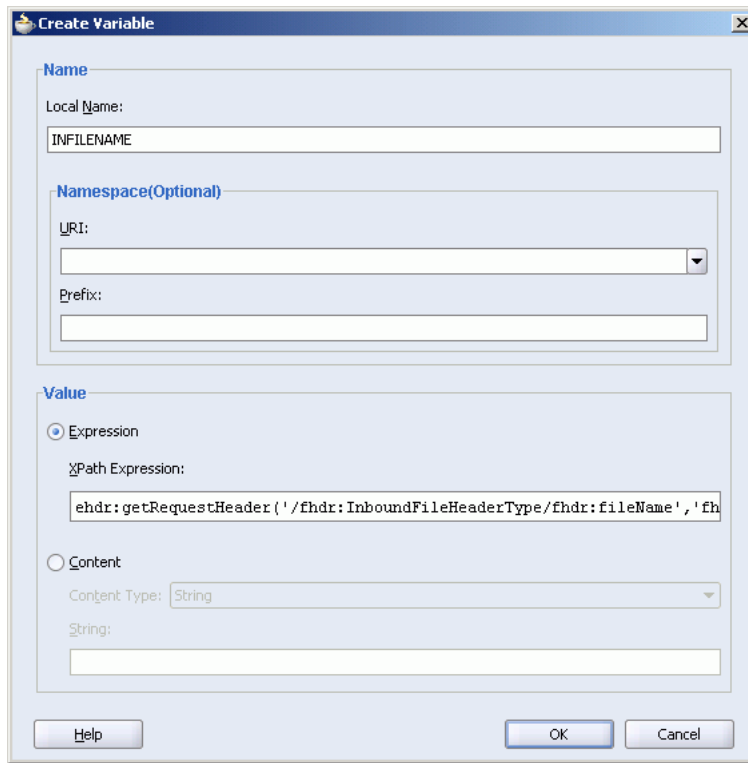 Create Variable
Name
Local Name:
INFILENAME
Namespace(Optional)
URI:
Prefix:
Value
Expression
XPath Expression:
ehdr:getRequestHeader('/fhdr:InboundFileHeaderType/fhdr:fileName','fh
Content
Content Type: String
String:
Help OK Cancel